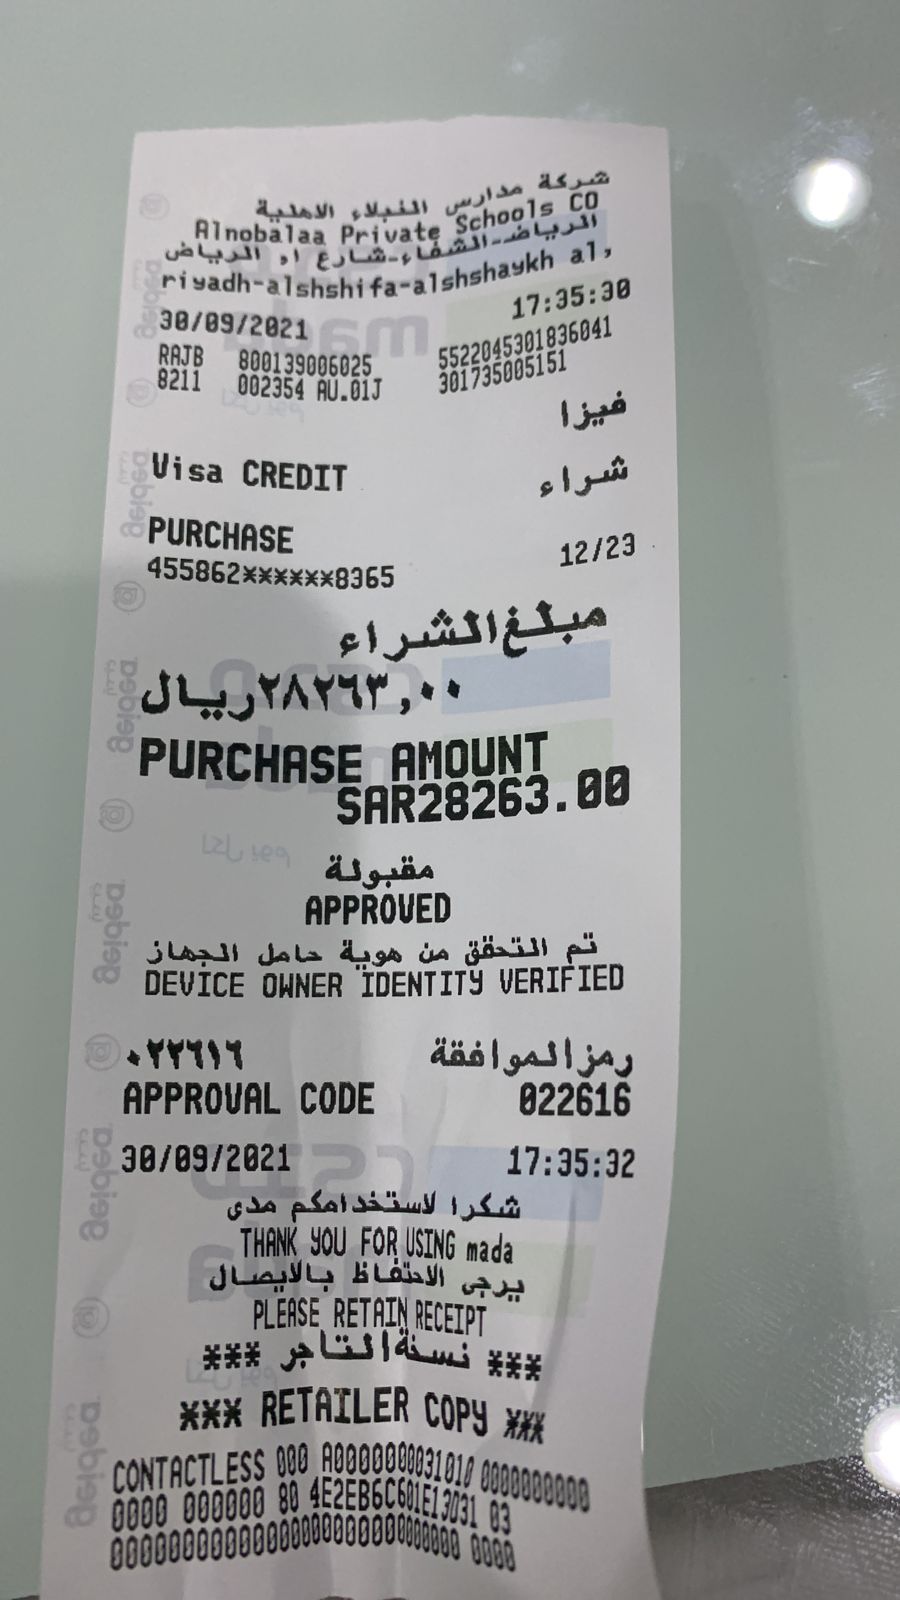 شركة مدارس النبلاء الاهلية
Alnobalaa Private Schools CO
الرياض-الشفاء-شارع ا، الرياض
riyadh-alshshifa-alshshaykh al,
30/09/2021 17:35:30
RAJB 800139006025 5522045301836041
8211 002354 AU.01J 301735005151
فيزا
Visa CREDIT
شراء
PURCHASE
455862******8365 12/23
مبلغ الشراء
٢٨٢٦٣,٠٠ ريال
PURCHASE AMOUNT
SAR28263.00
مقبولة
APPROVED
تم التحقق من هوية حامل الجهاز
DEVICE OWNER IDENTITY VERIFIED
رمز الموافقة ٠٢٢٦١٦
APPROVAL CODE 022616
30/09/2021 17:35:32
شكرا لاستخدامكم مدى
THANK YOU FOR USING mada
يرجى الاحتفاظ بالايصال
PLEASE RETAIN RECEIPT
*** نسخة التاجر ***
*** RETAILER COPY ***
CONTACTLESS 000 A0000000031010 0000000000
0000 000000 80 4E2EB6C601E13031 03